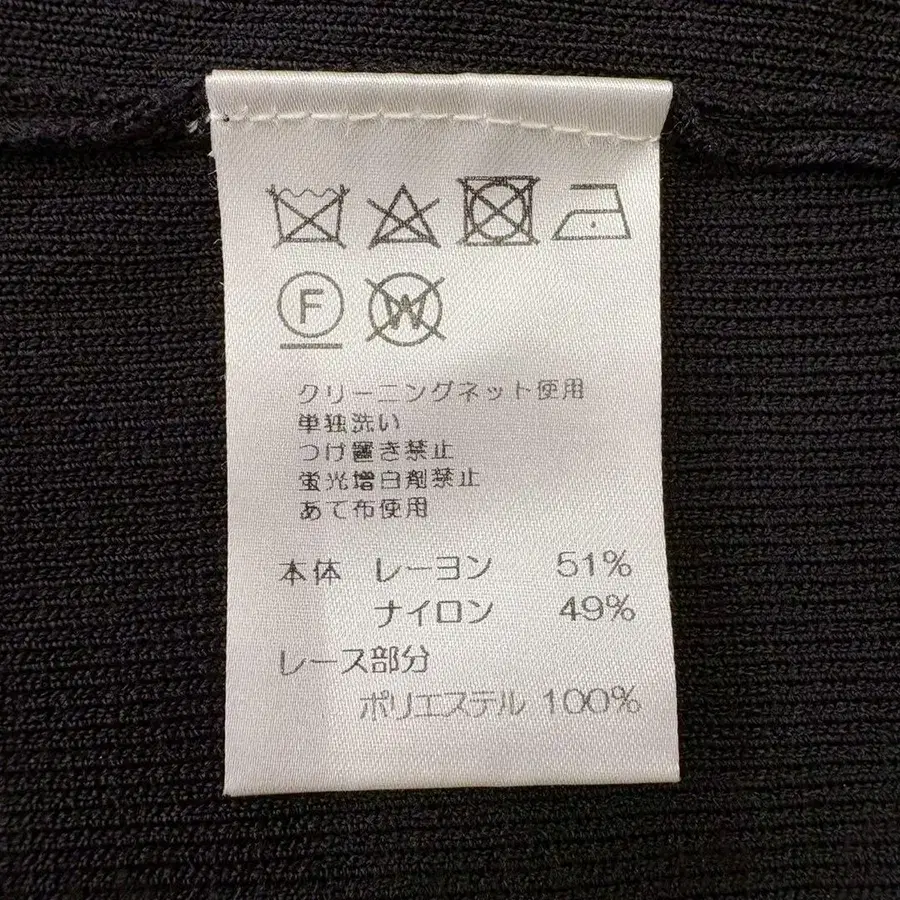 F W
クリーニングネット使用
単独洗い
つけ置き禁止
蛍光増白剤禁止
あて布使用
本体 レーヨン 51%
ナイロン 49%
レース部分
ポリエステル 100%